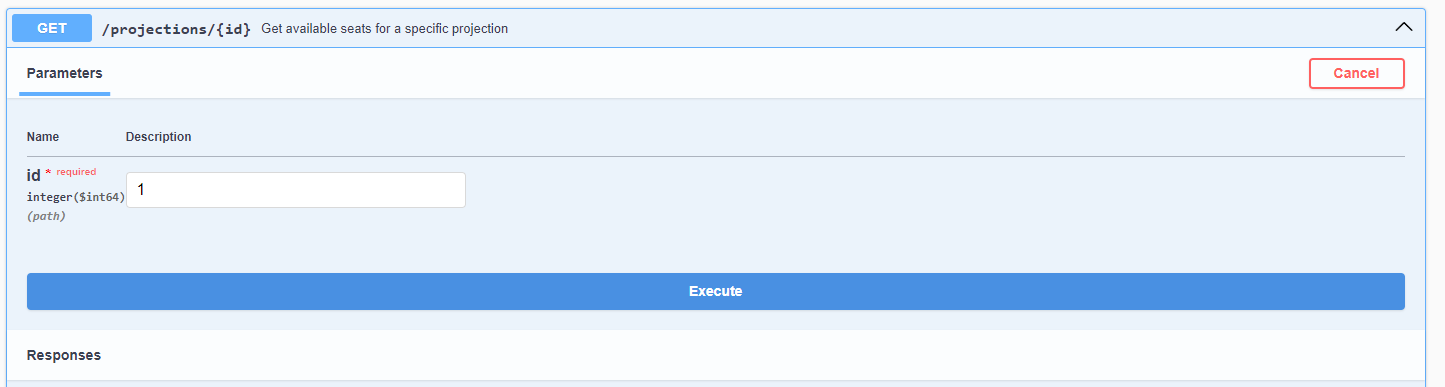 GET /projections/{id} Get available seats for a specific projection
Parameters Cancel
Name Description
id * required
integer($int64) 1
(path)
Execute
Responses